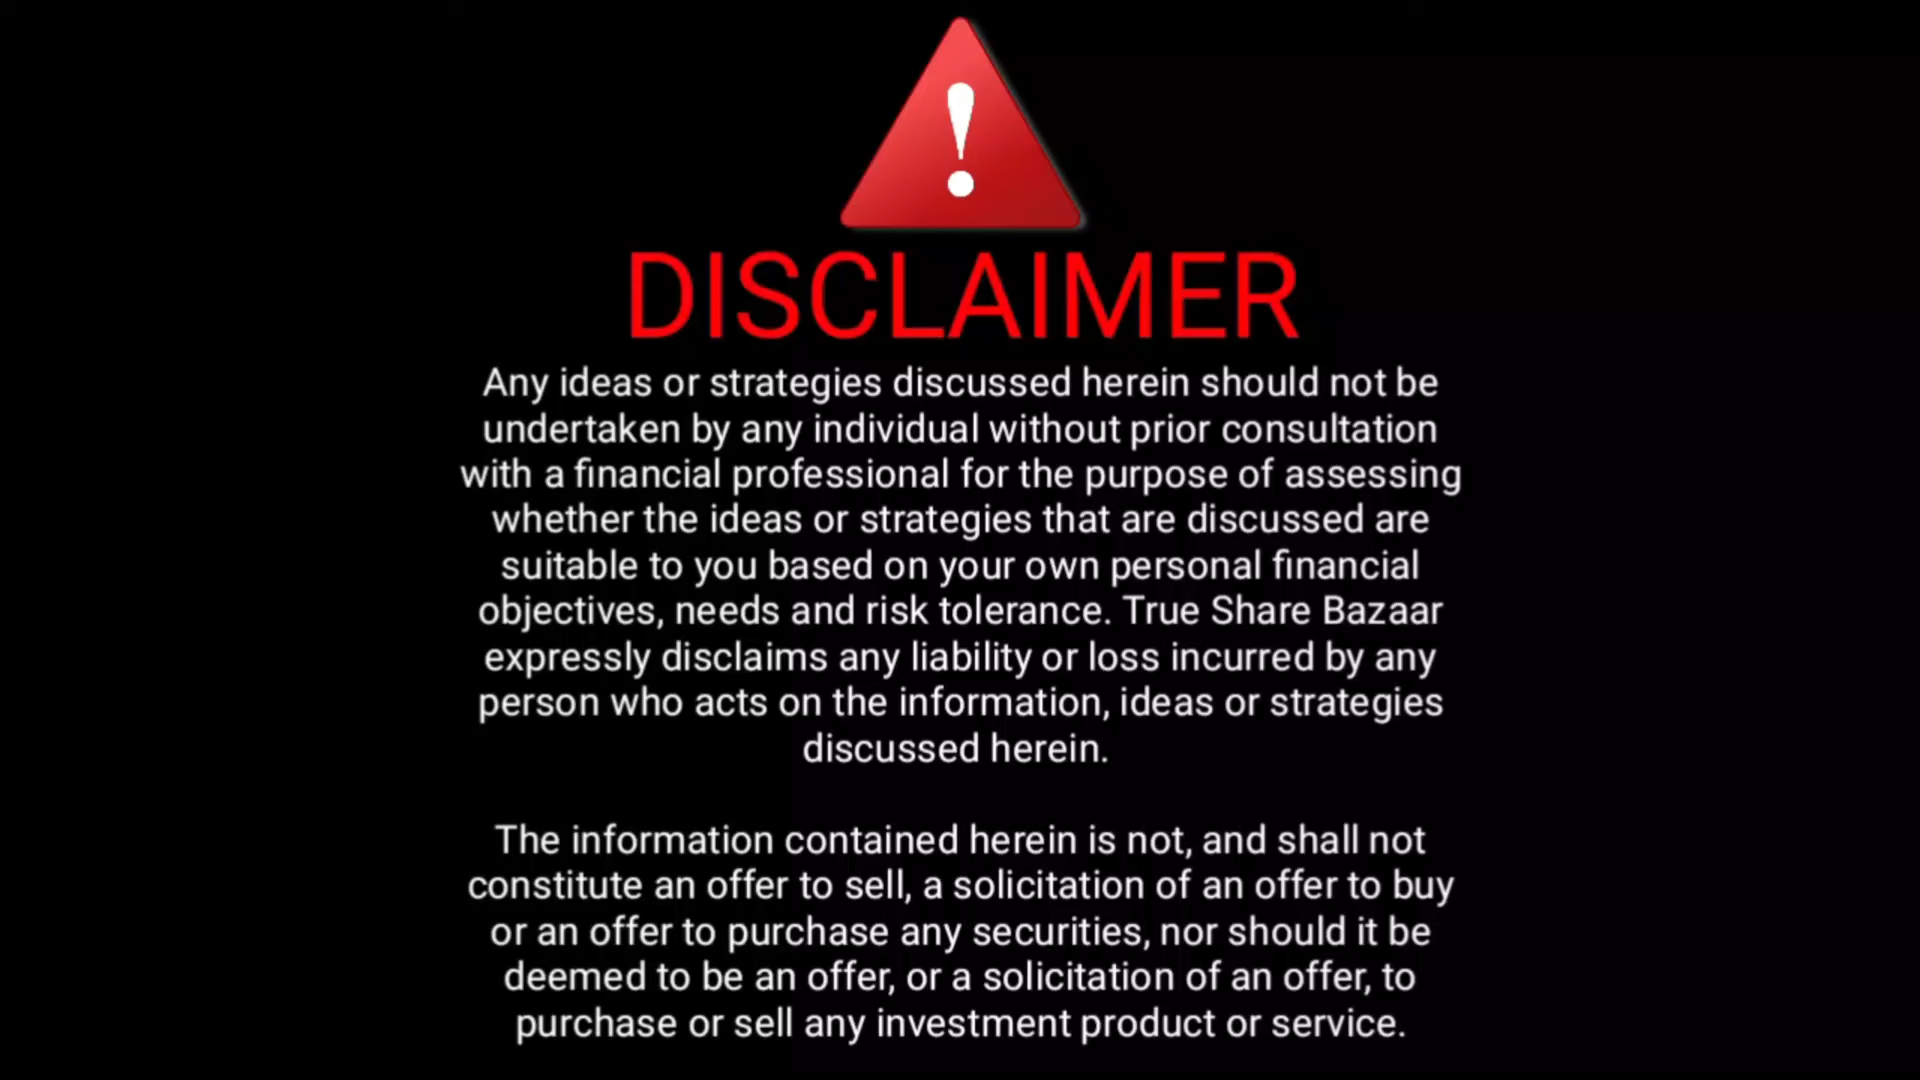 !
DISCLAIMER
Any ideas or strategies discussed herein should not be
undertaken by any individual without prior consultation
with a financial professional for the purpose of assessing
whether the ideas or strategies that are discussed are
suitable to you based on your own personal financial
objectives, needs and risk tolerance. True Share Bazaar
expressly disclaims any liability or loss incurred by any
person who acts on the information, ideas or strategies
discussed herein.
The information contained herein is not, and shall not
constitute an offer to sell, a solicitation of an offer to buy
or an offer to purchase any securities, nor should it be
deemed to be an offer, or a solicitation of an offer, to
purchase or sell any investment product or service.